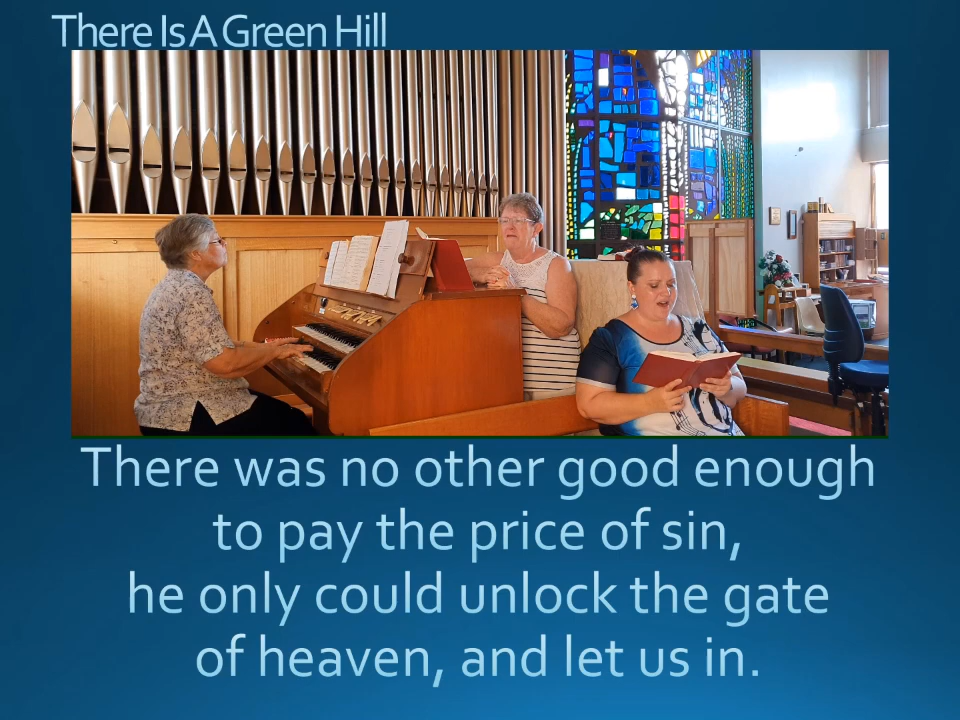 There Is A Green Hill
There was no other good enough
to pay the price of sin,
he only could unlock the gate
of heaven, and let us in.